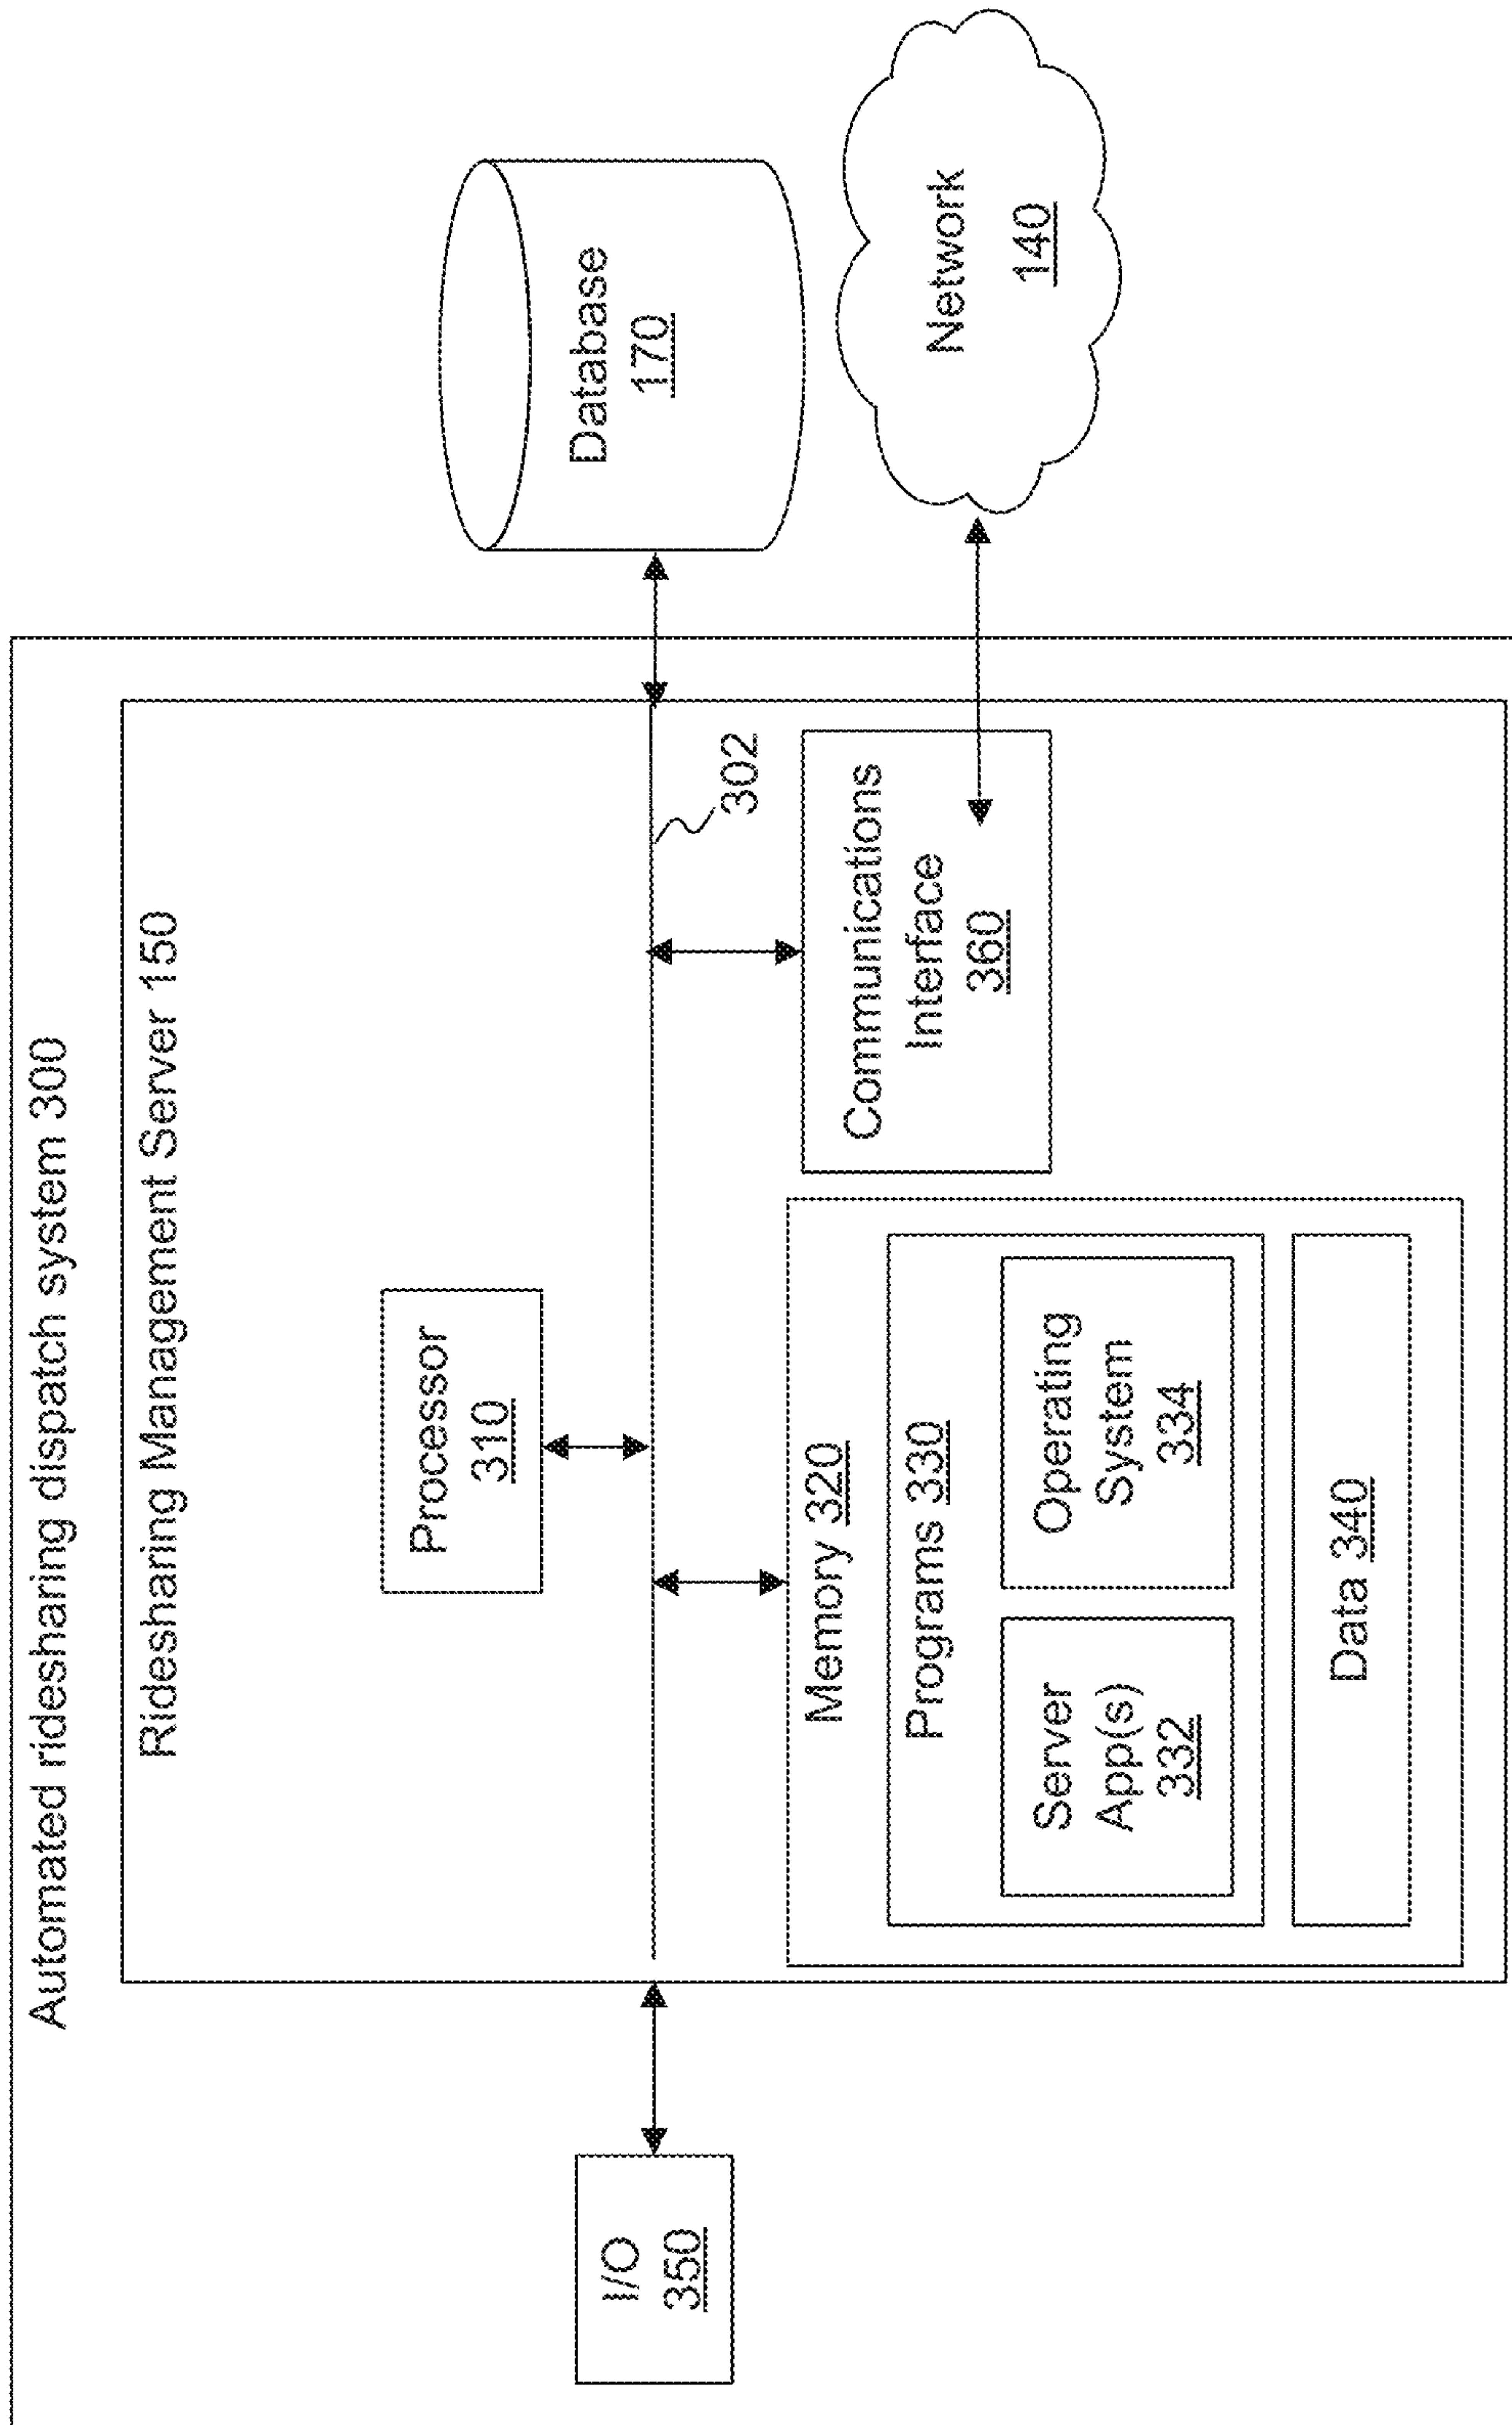 Automated ridesharing dispatch system 300
Ridesharing Management Server 150
I/O
350
Processor
310
302
Memory 320
Programs 330
Server
App(s)
332
Operating
System
334
Data 340
Communications
Interface
360
Database
170
Network
140